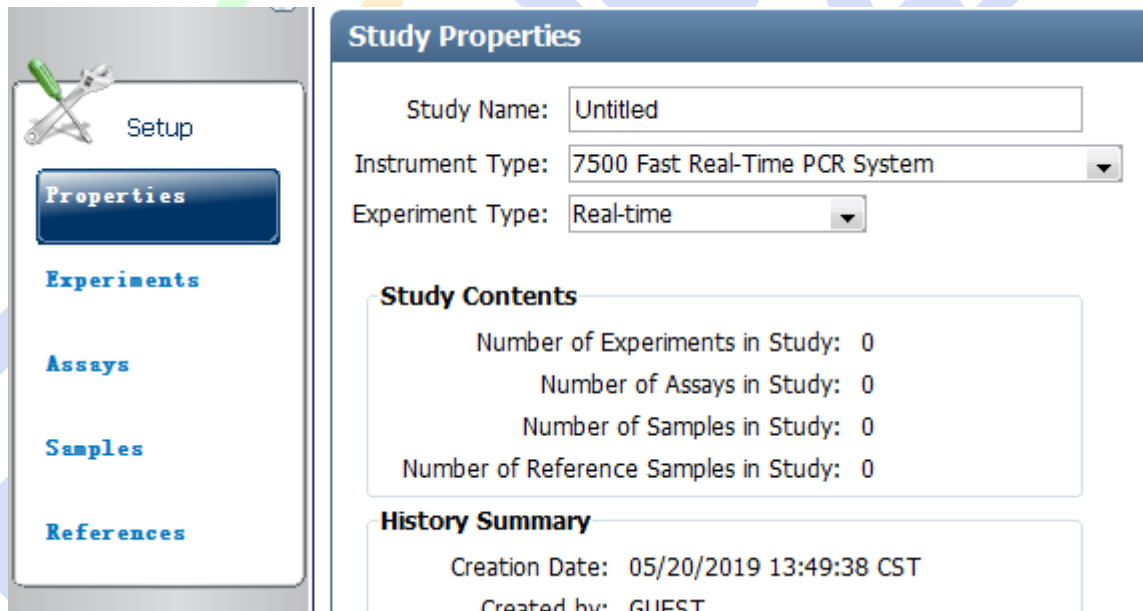 Setup
Properties
Experiments
Assays
Samples
References
Study Properties
Study Name: Untitled
Instrument Type: 7500 Fast Real-Time PCR System
Experiment Type: Real-time
Study Contents
Number of Experiments in Study: 0
Number of Assays in Study: 0
Number of Samples in Study: 0
Number of Reference Samples in Study: 0
History Summary
Creation Date: 05/20/2019 13:49:38 CST
Created by: GUEST